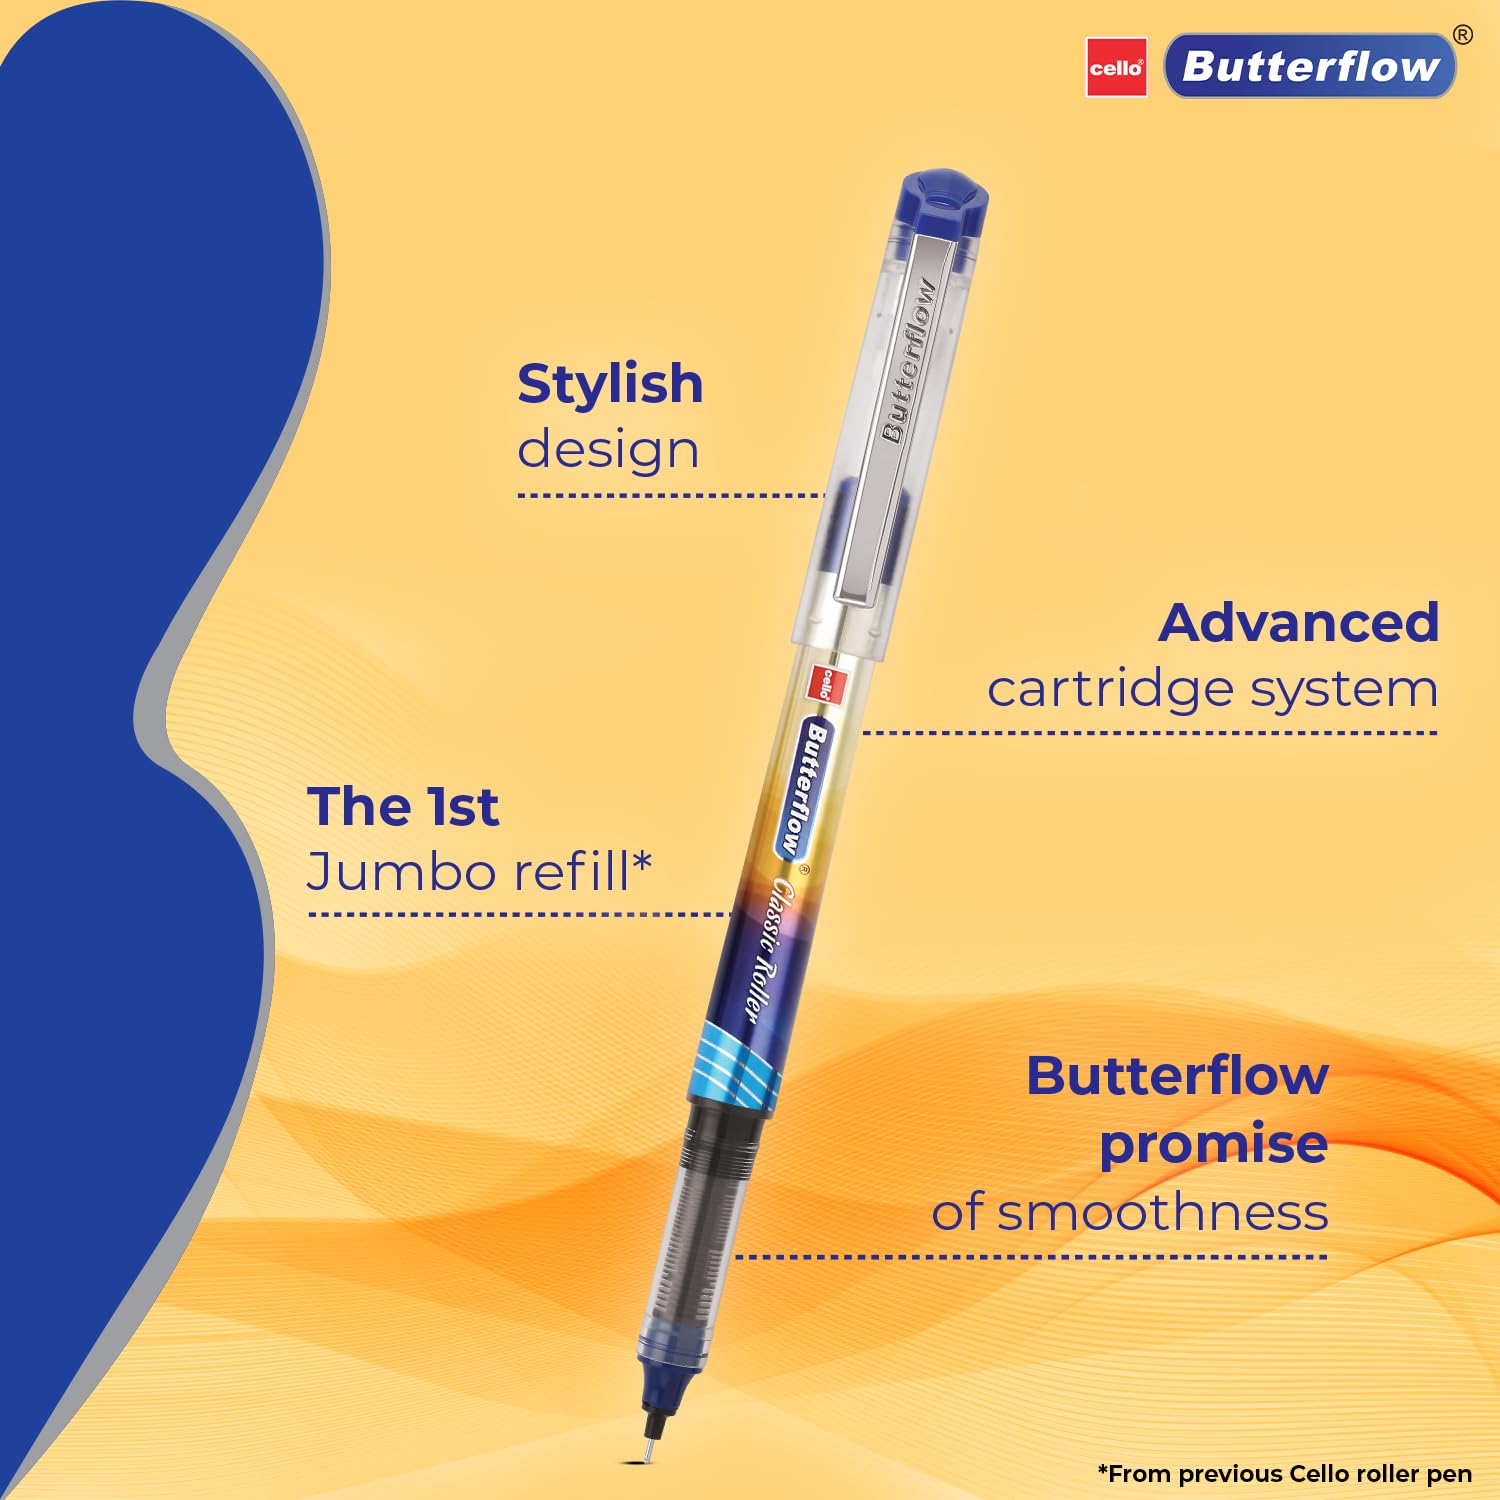 cello® Butterflow®
Butterflow
Stylish
design
Advanced
cartridge system
cello®
Butterflow®
Classic Roller
The 1st
Jumbo refill*
Butterflow
promise
of smoothness
*From previous Cello roller pen